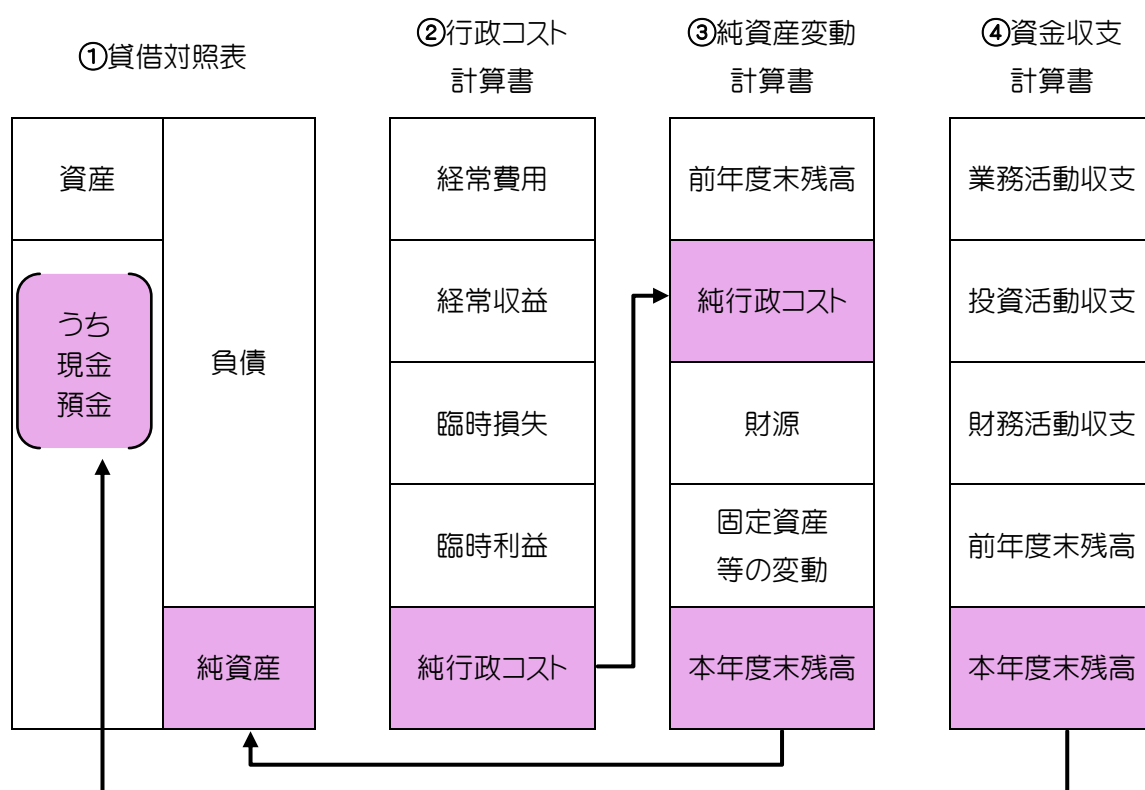 ①貸借対照表
資産
うち
現金
預金
負債
純資産
②行政コスト
計算書
経常費用
経常収益
臨時損失
臨時利益
純行政コスト
③純資産変動
計算書
前年度末残高
純行政コスト
財源
固定資産
等の変動
本年度末残高
④資金収支
計算書
業務活動収支
投資活動収支
財務活動収支
前年度末残高
本年度末残高